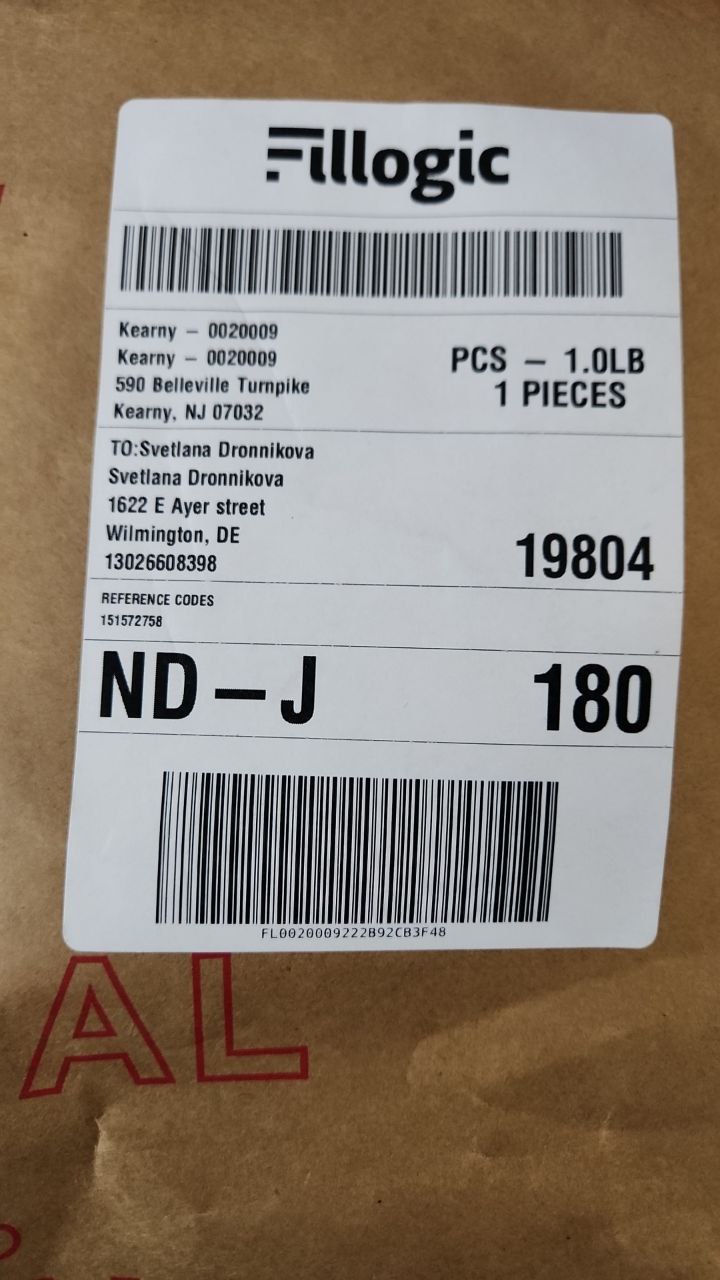 Fillogic
Kearny – 0020009
Kearny – 0020009
590 Belleville Turnpike
Kearny, NJ 07032
PCS – 1.0LB
1 PIECES
TO:Svetlana Dronnikova
Svetlana Dronnikova
1622 E Ayer street
Wilmington, DE
13026608398
19804
REFERENCE CODES
151572758
ND–J
180
FL0020009222B92CB3F48
AL